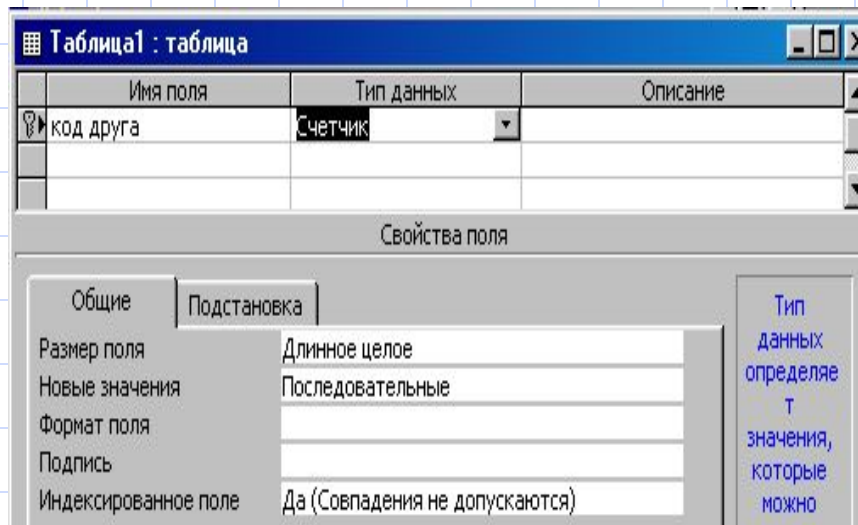 Таблица1 : таблица
Имя поля Тип данных Описание
код друга Счетчик
Свойства поля
Общие Подстановка
Размер поля Длинное целое
Новые значения Последовательные
Формат поля
Подпись
Индексированное поле Да (Совпадения не допускаются)
Тип
данных
определяе
т
значения,
которые
можно